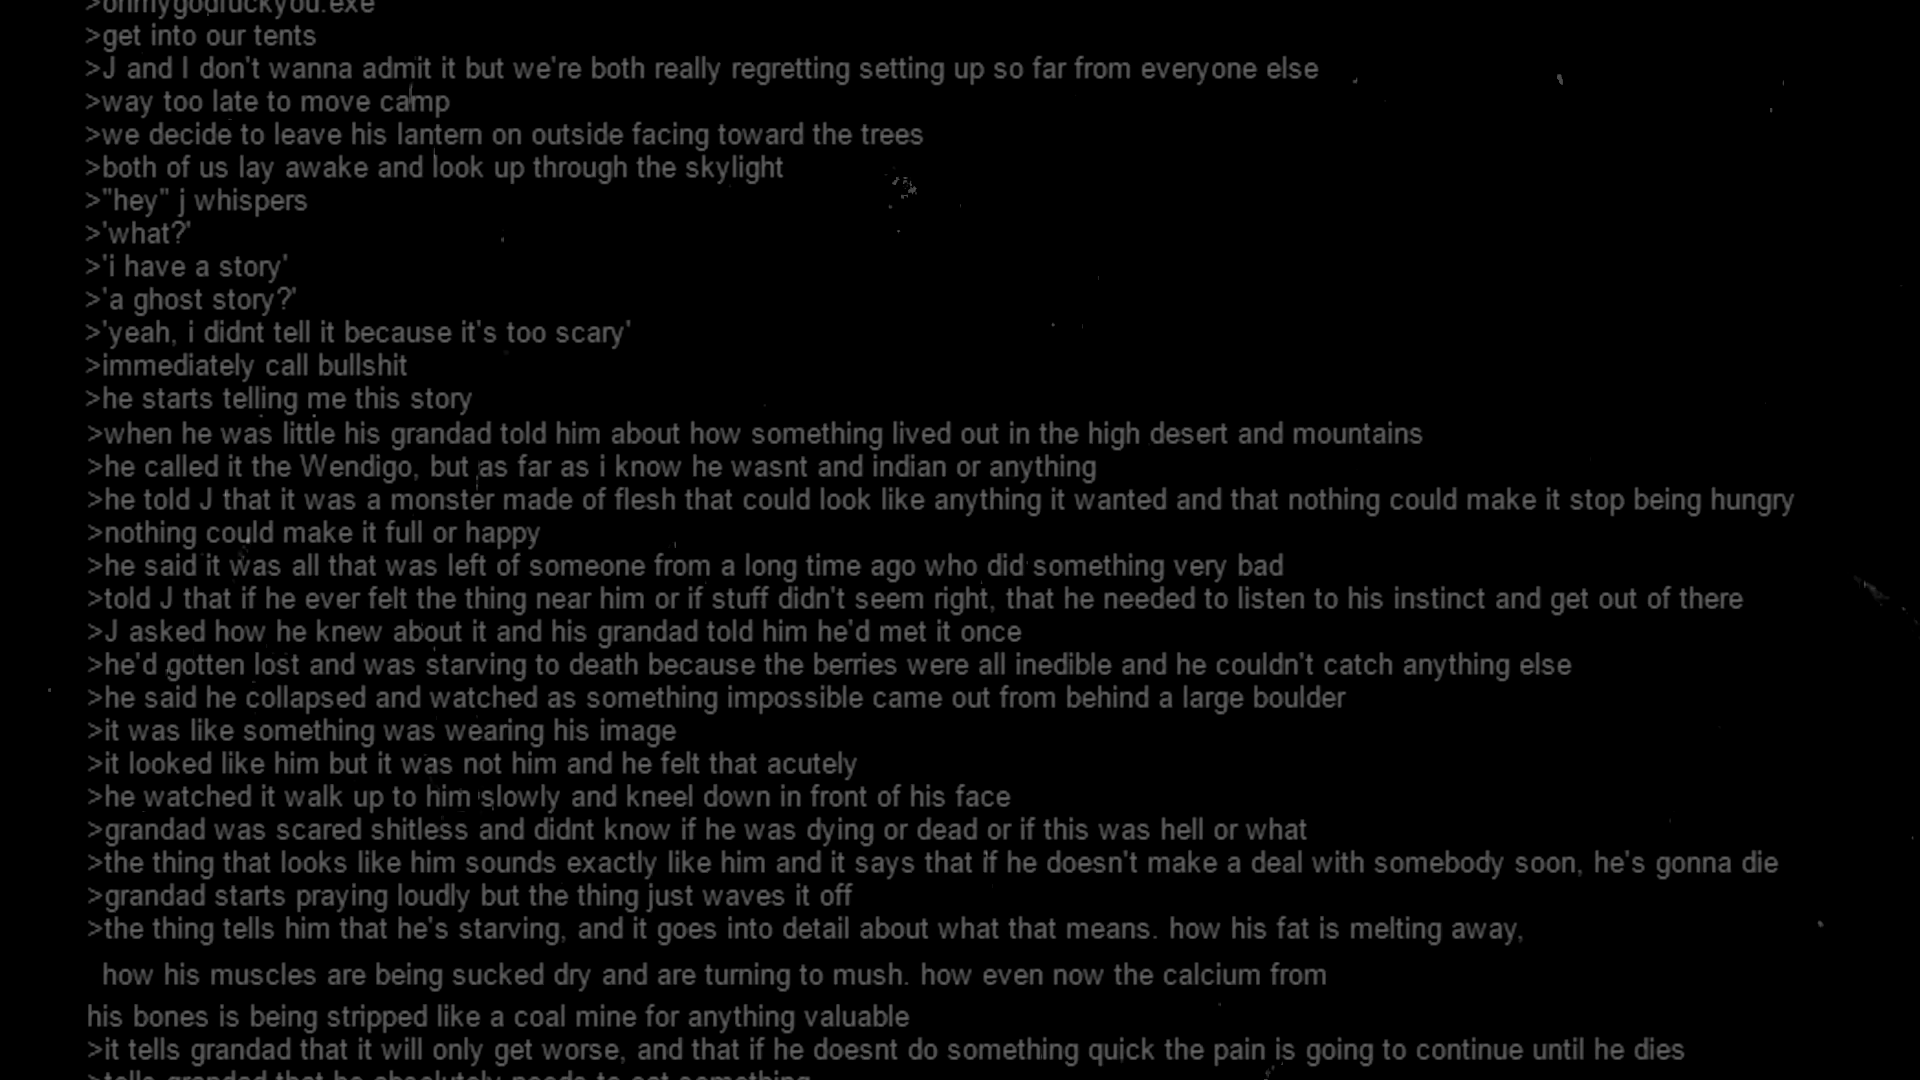 >ohmygodfuckyou.exe
>get into our tents
>J and I don't wanna admit it but we're both really regretting setting up so far from everyone else
>way too late to move camp
>we decide to leave his lantern on outside facing toward the trees
>both of us lay awake and look up through the skylight
>"hey" j whispers
>'what?'
>'i have a story'
>'a ghost story?'
>'yeah, i didnt tell it because it's too scary'
>immediately call bullshit
>he starts telling me this story
>when he was little his grandad told him about how something lived out in the high desert and mountains
>he called it the Wendigo, but as far as i know he wasnt and indian or anything
>he told J that it was a monster made of flesh that could look like anything it wanted and that nothing could make it stop being hungry
>nothing could make it full or happy
>he said it was all that was left of someone from a long time ago who did something very bad
>told J that if he ever felt the thing near him or if stuff didn't seem right, that he needed to listen to his instinct and get out of there
>J asked how he knew about it and his grandad told him he'd met it once
>he'd gotten lost and was starving to death because the berries were all inedible and he couldn't catch anything else
>he said he collapsed and watched as something impossible came out from behind a large boulder
>it was like something was wearing his image
>it looked like him but it was not him and he felt that acutely
>he watched it walk up to him slowly and kneel down in front of his face
>grandad was scared shitless and didnt know if he was dying or dead or if this was hell or what
>the thing that looks like him sounds exactly like him and it says that if he doesn't make a deal with somebody soon, he's gonna die
>grandad starts praying loudly but the thing just waves it off
>the thing tells him that he's starving, and it goes into detail about what that means. how his fat is melting away,
how his muscles are being sucked dry and are turning to mush. how even now the calcium from
his bones is being stripped like a coal mine for anything valuable
>it tells grandad that it will only get worse, and that if he doesnt do something quick the pain is going to continue until he dies
>tells grandad that he absolutely needs to eat something